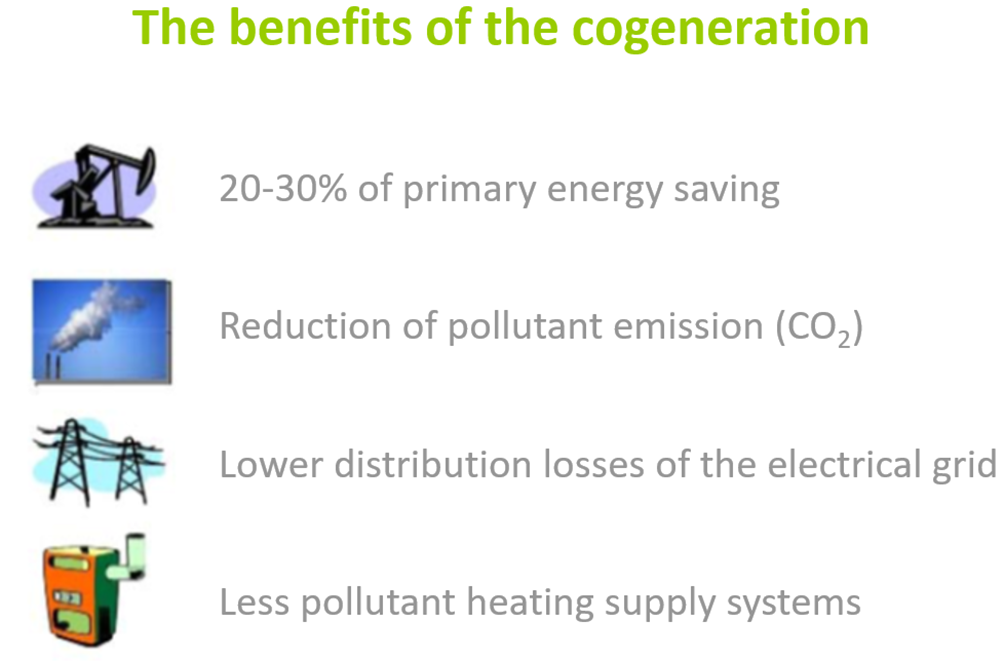 The benefits of the cogeneration
20-30% of primary energy saving
Reduction of pollutant emission (CO₂)
Lower distribution losses of the electrical grid
Less pollutant heating supply systems